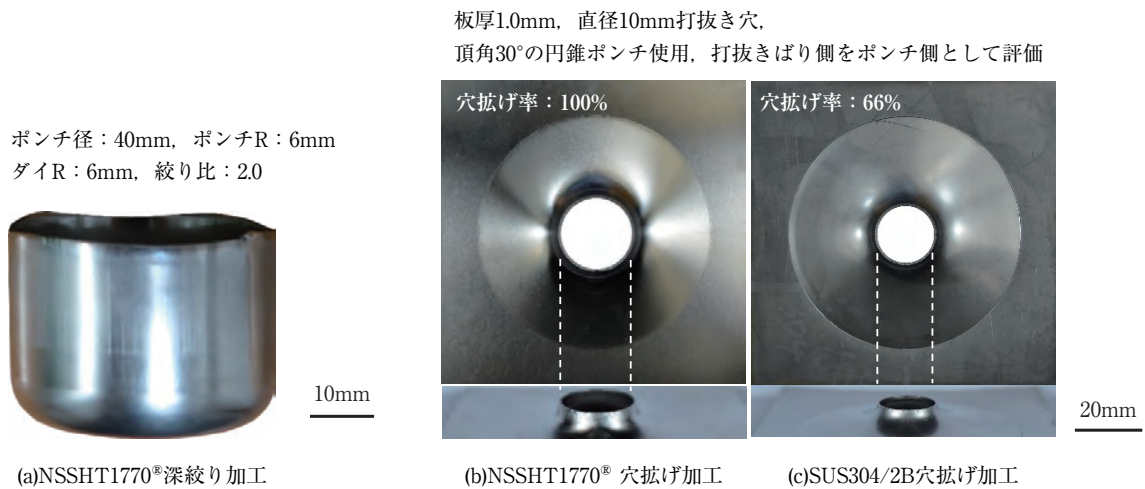 板厚1.0mm，直径10mm打抜き穴，
頂角30°の円錐ポンチ使用，打抜きばり側をポンチ側として評価
ポンチ径：40mm，ポンチR：6mm
ダイR：6mm，絞り比：2.0
穴拡げ率：100%
穴拡げ率：66%
10mm
20mm
(a)NSSHT1770®深絞り加工
(b)NSSHT1770® 穴拡げ加工
(c)SUS304/2B穴拡げ加工